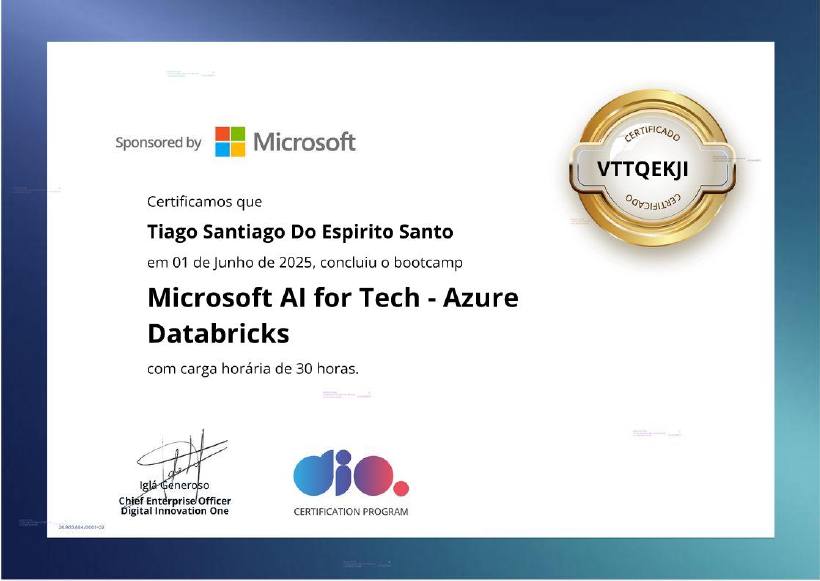 Sponsored by Microsoft
CERTIFICADO
VTTQEKJI
CERTIFICADO
Certificamos que
Tiago Santiago Do Espirito Santo
em 01 de Junho de 2025, concluiu o bootcamp
Microsoft AI for Tech - Azure
Databricks
com carga horária de 30 horas.
Iglá Generoso
Chief Enterprise Officer
Digital Innovation One
dio.
CERTIFICATION PROGRAM